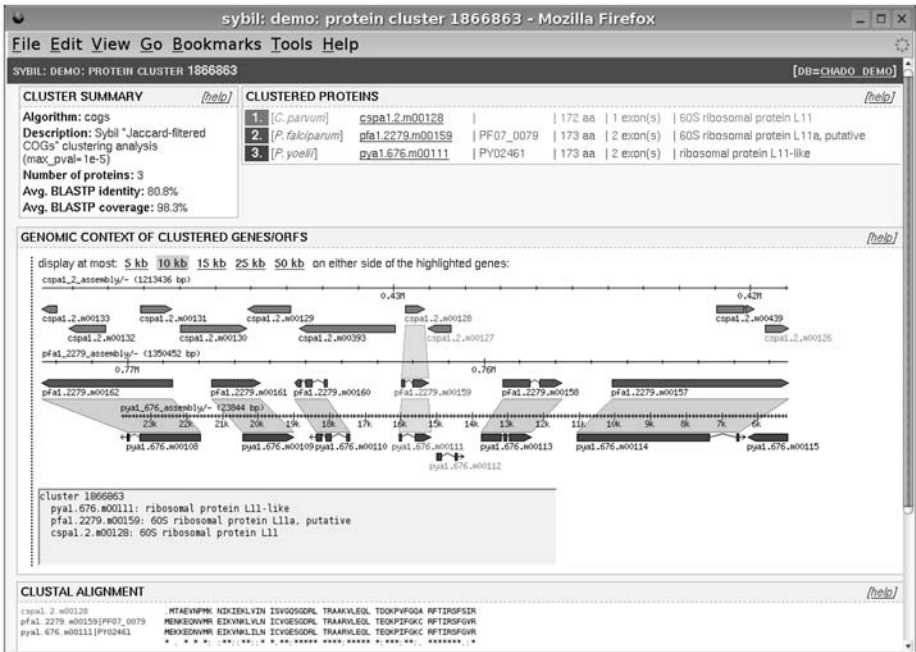 sybil: demo: protein cluster 1866863 - Mozilla Firefox
File Edit View Go Bookmarks Tools Help
SYBIL: DEMO: PROTEIN CLUSTER 1866863 [DB=CHADO_DEMO]
CLUSTER SUMMARY [help]
Algorithm: cogs
Description: Sybil "Jaccard-filtered
COGs" clustering analysis
(max_pval=1e-5)
Number of proteins: 3
Avg. BLASTP identity: 80.8%
Avg. BLASTP coverage: 98.3%
CLUSTERED PROTEINS [help]
1. [C. parvum] cspa1.2.m00128 | | 172 aa | 1 exon(s) | 60S ribosomal protein L11
2. [P. falciparum] pfa1.2279.m00159 | PF07_0079 | 173 aa | 2 exon(s) | 60S ribosomal protein L11a, putative
3. [P. yoelii] pya1.676.m00111 | PY02461 | 173 aa | 2 exon(s) | ribosomal protein L11-like
GENOMIC CONTEXT OF CLUSTERED GENES/ORFS [help]
display at most: 5 kb 10 kb 15 kb 25 kb 50 kb on either side of the highlighted genes:
cspa1_2_assembly/- (1213436 bp)
0.43M 0.42M
cspa1.2.m00133 cspa1.2.m00131 cspa1.2.m00129 cspa1.2.m00128 cspa1.2.m00439
cspa1.2.m00132 cspa1.2.m00130 cspa1.2.m00393 cspa1.2.m00127 cspa1.2.m00126
pfa1_2279_assembly/- (1350452 bp)
0.77M 0.76M
pfa1.2279.m00162 pfa1.2279.m00161 pfa1.2279.m00160 pfa1.2279.m00159 pfa1.2279.m00158 pfa1.2279.m00157
pya1_676_assembly/- (23844 bp)
23k 22k 21k 20k 19k 18k 17k 16k 15k 14k 13k 12k 11k 10k 9k 8k 7k 6k
pya1.676.m00108 pya1.676.m00109 pya1.676.m00110 pya1.676.m00111 pya1.676.m00113 pya1.676.m00114 pya1.676.m00115
pya1.676.m00112
cluster 1866863
pya1.676.m00111: ribosomal protein L11-like
pfa1.2279.m00159: 60S ribosomal protein L11a, putative
cspa1.2.m00128: 60S ribosomal protein L11
CLUSTAL ALIGNMENT [help]
cspa1.2.m00128 .MTAEVNPMK NIKIEKLVIN ISVGQSGDRL TRAAKVLEQL TDQKPVFGQA RFTIRSFSIR
pfa1.2279.m00159|PF07_0079 MENKEQNVMR EIKVNKLVLN ICVGESGDRL TRAARVLEQL TEQKPIFGKC RFTIRSFGVR
pya1.676.m00111|PY02461 MEKKEDNVMR EIKVNKLVLN ICVGESGDRL TRAARVLEQL TEQKPIFGKC RFTIRSFGVR